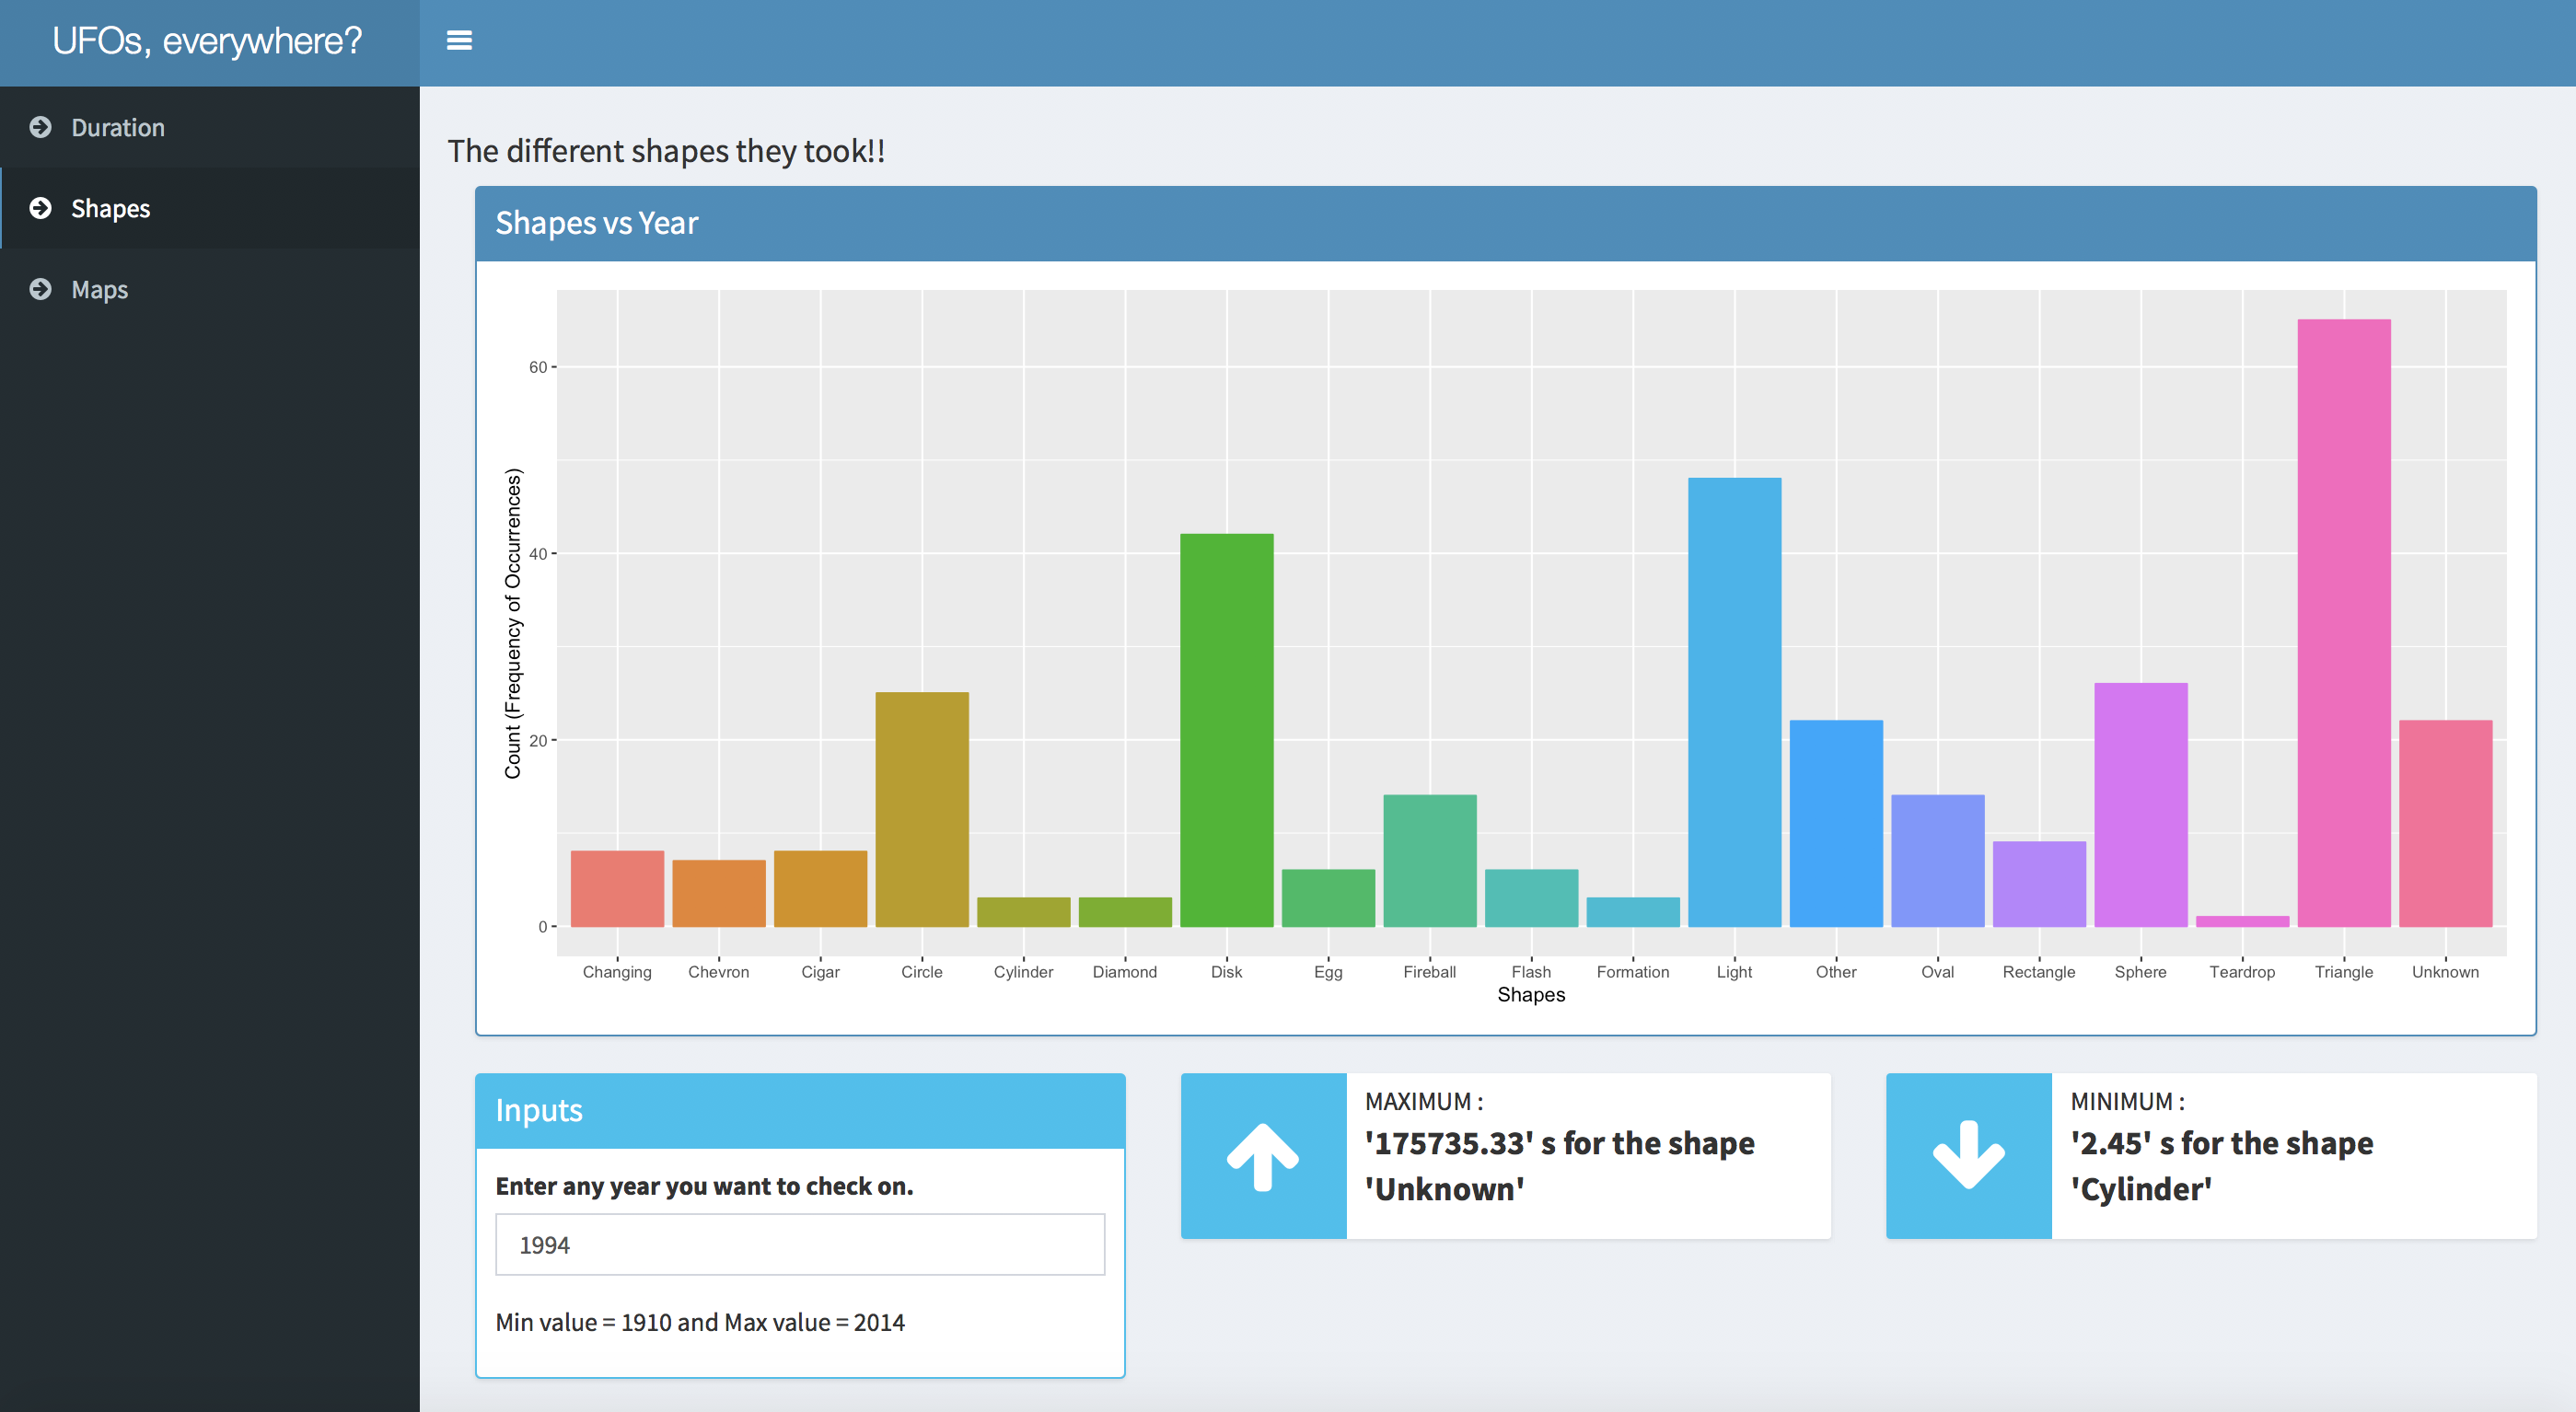 UFOs, everywhere?
Duration
Shapes
Maps
The different shapes they took!!
Shapes vs Year
Count (Frequency of Occurrences)
60
40
20
0
Changing Chevron Cigar Circle Cylinder Diamond Disk Egg Fireball Flash Formation Light Other Oval Rectangle Sphere Teardrop Triangle Unknown
Shapes
Inputs
Enter any year you want to check on.
1994
Min value = 1910 and Max value = 2014
MAXIMUM :
'175735.33' s for the shape
'Unknown'
MINIMUM :
'2.45' s for the shape
'Cylinder'